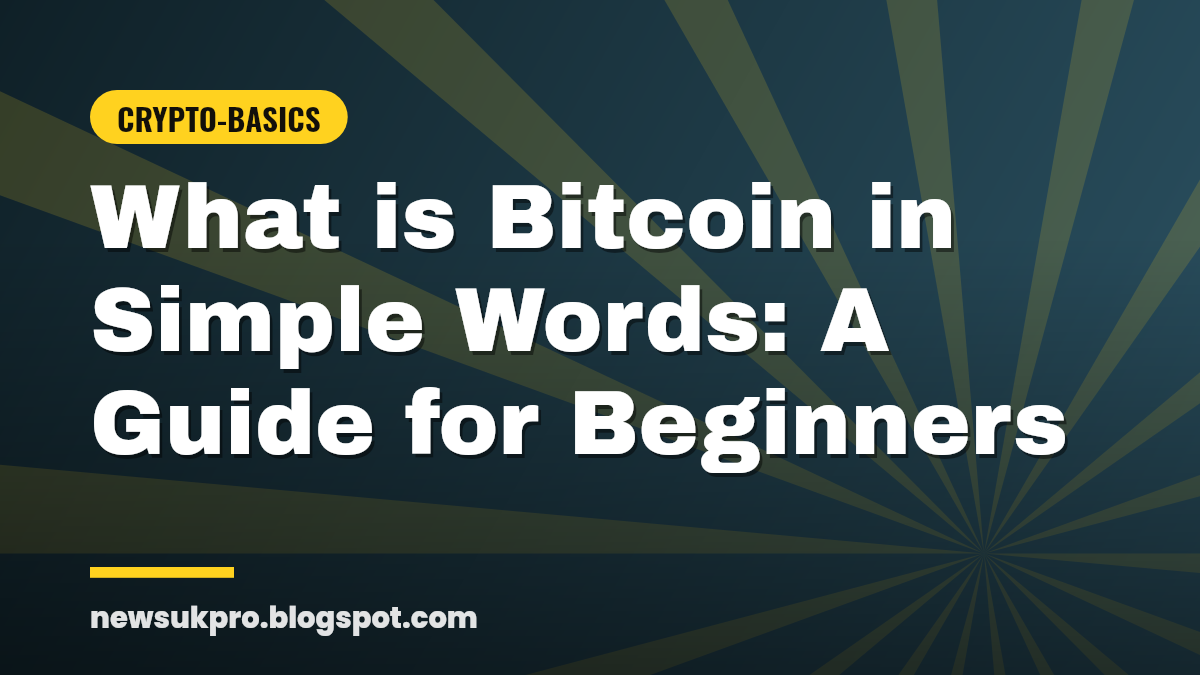 CRYPTO-BASICS
What is Bitcoin in
Simple Words: A
Guide for Beginners
newsukpro.blogspot.com